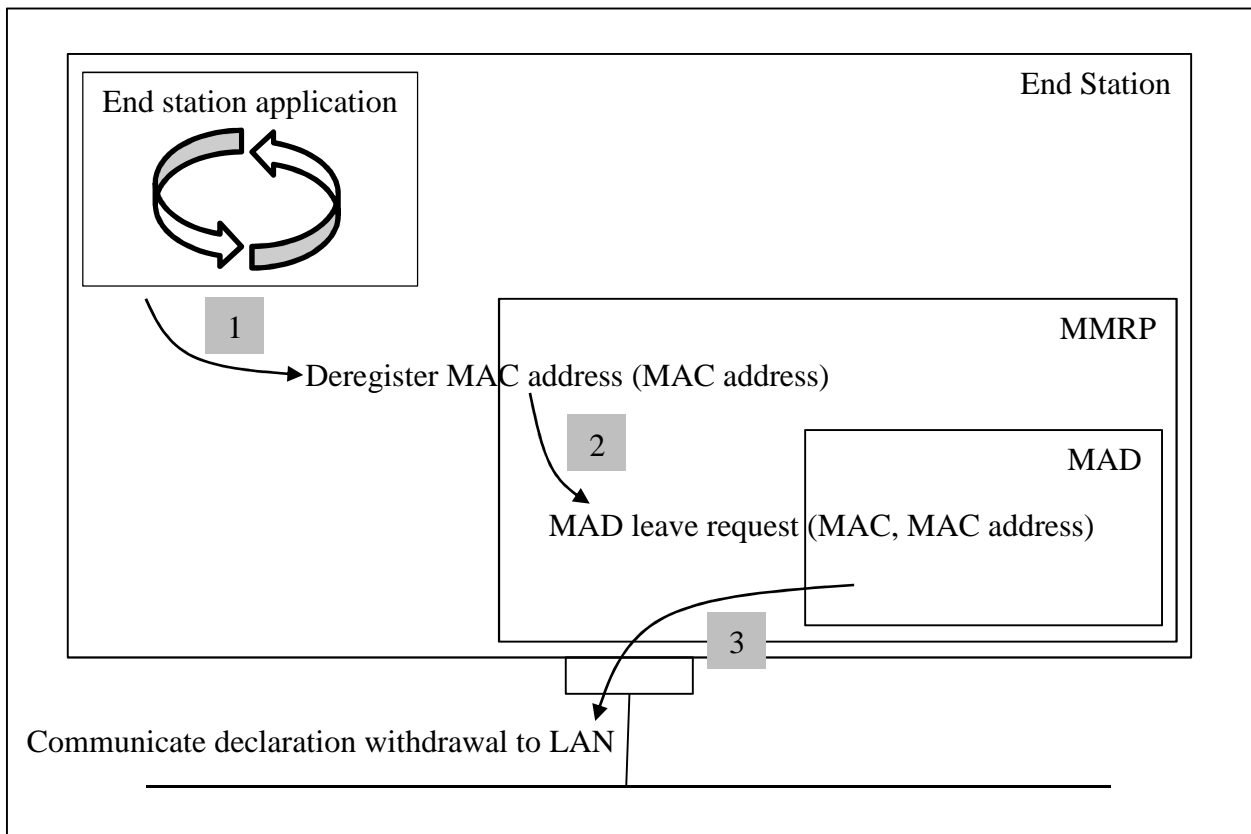 End Station
End station application
1
MMRP
Deregister MAC address (MAC address)
2
MAD
MAD leave request (MAC, MAC address)
3
Communicate declaration withdrawal to LAN